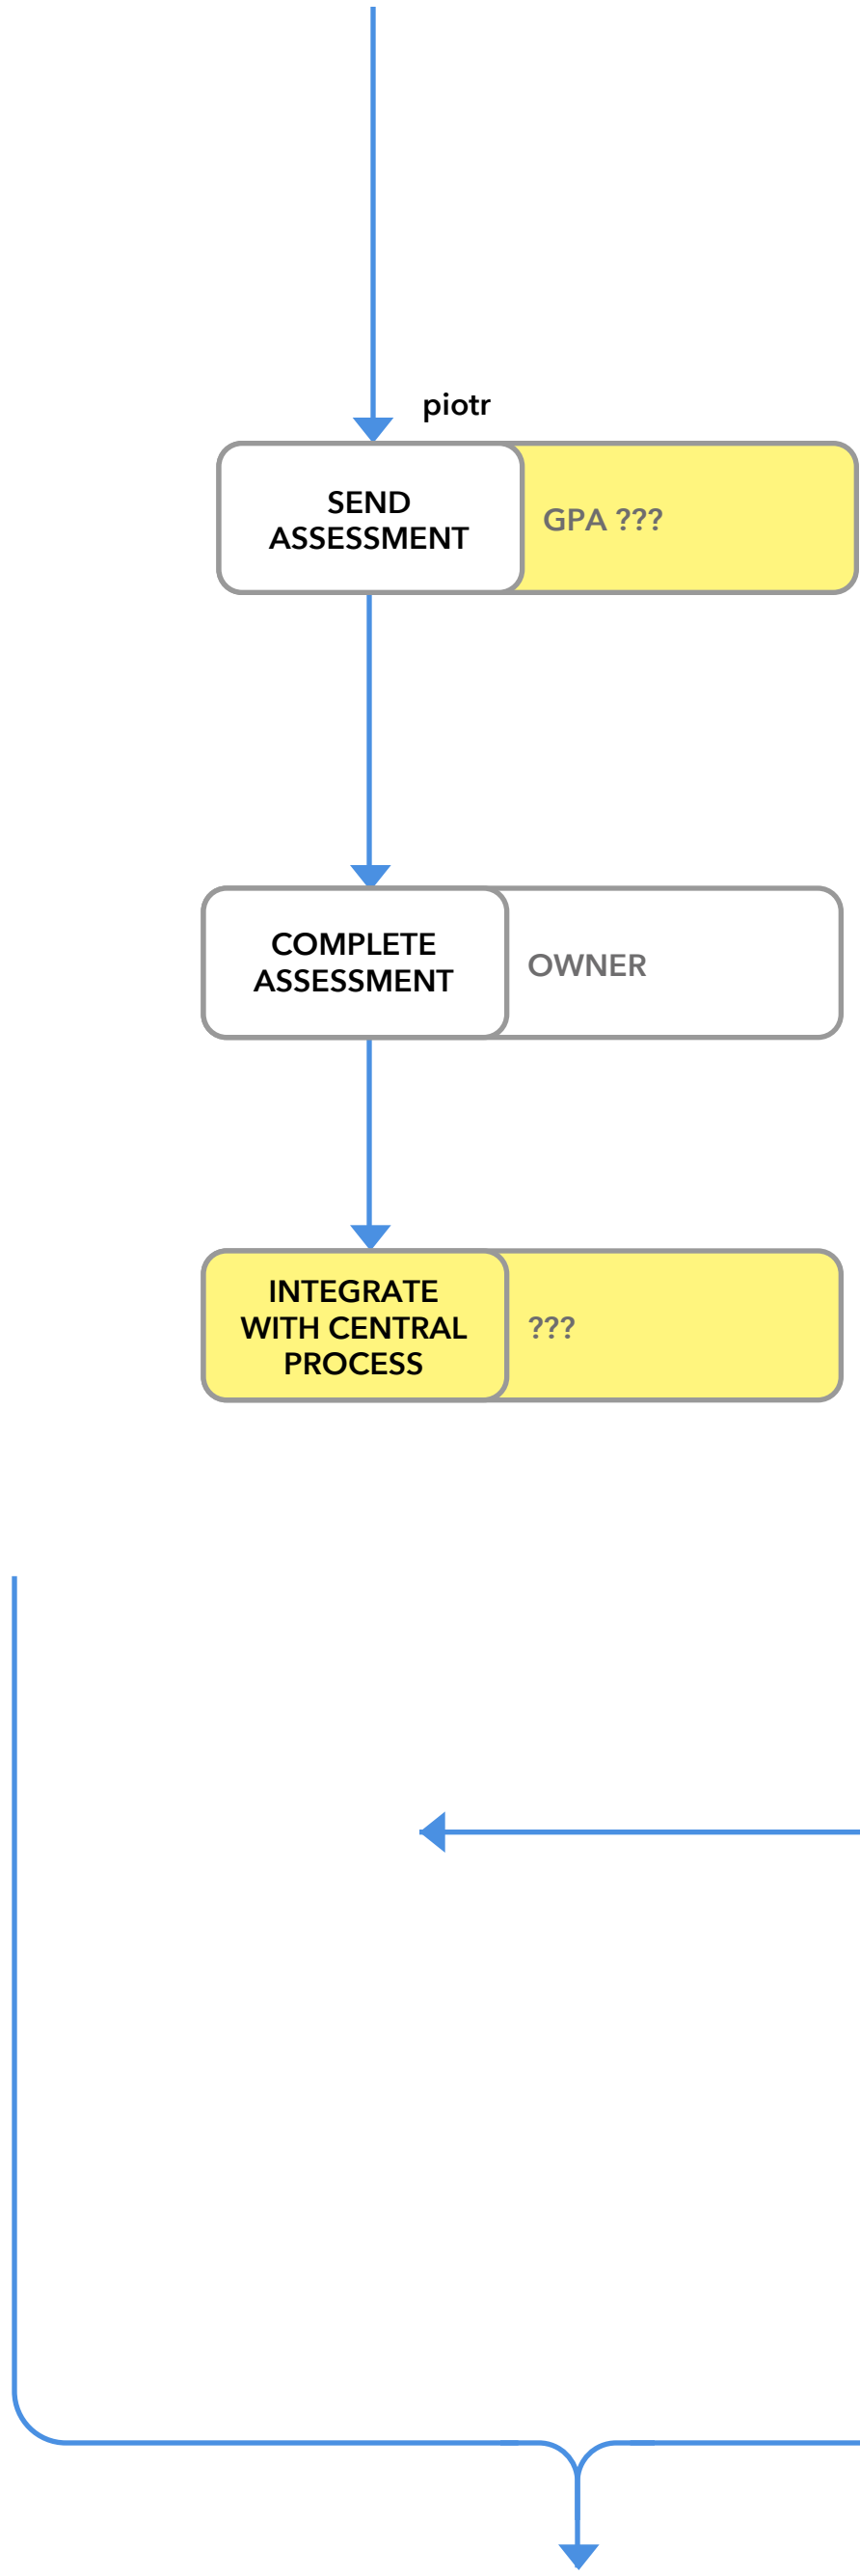 piotr
SEND
ASSESSMENT
GPA ???
COMPLETE
ASSESSMENT
OWNER
INTEGRATE
WITH CENTRAL
PROCESS
???